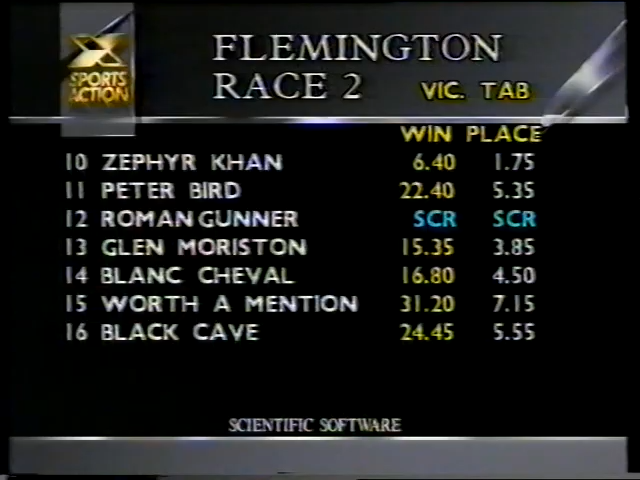 SPORTS
ACTION
FLEMINGTON
RACE 2 VIC. TAB
WIN PLACE
10 ZEPHYR KHAN 6.40 1.75
11 PETER BIRD 22.40 5.35
12 ROMAN GUNNER SCR SCR
13 GLEN MORISTON 15.35 3.85
14 BLANC CHEVAL 16.80 4.50
15 WORTH A MENTION 31.20 7.15
16 BLACK CAVE 24.45 5.55
SCIENTIFIC SOFTWARE